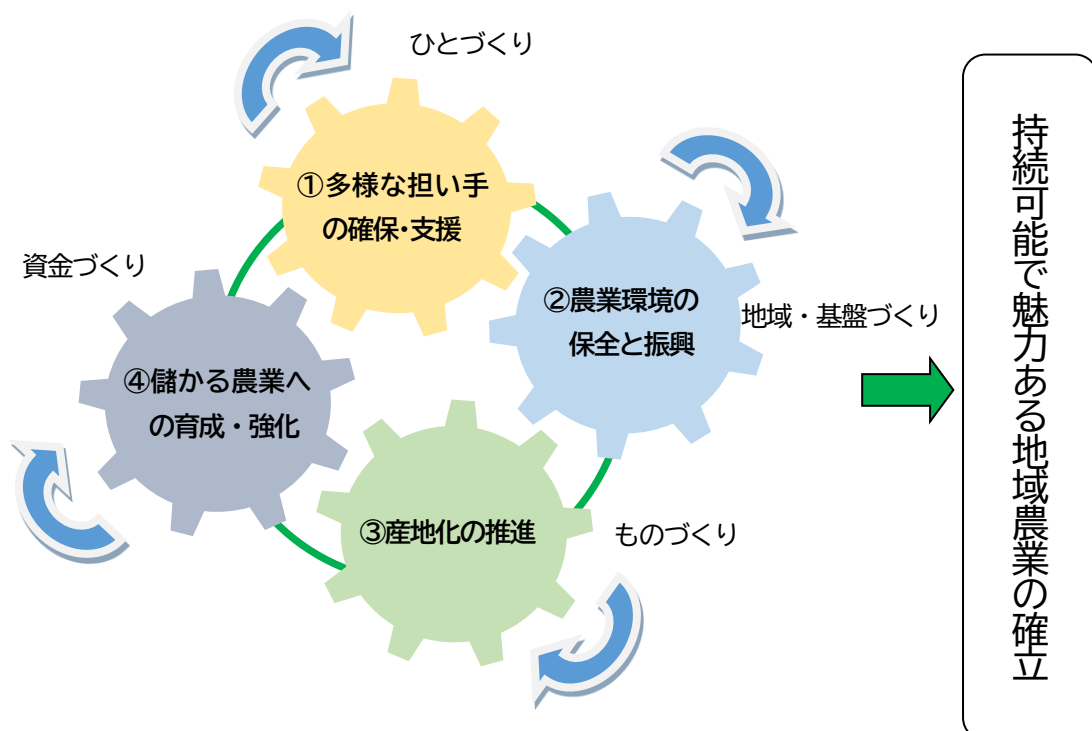 ひとづくり
①多様な担い手
の確保・支援
資金づくり
②農業環境の
保全と振興
地域・基盤づくり
④儲かる農業へ
の育成・強化
③産地化の推進
ものづくり
持続可能で魅力ある地域農業の確立